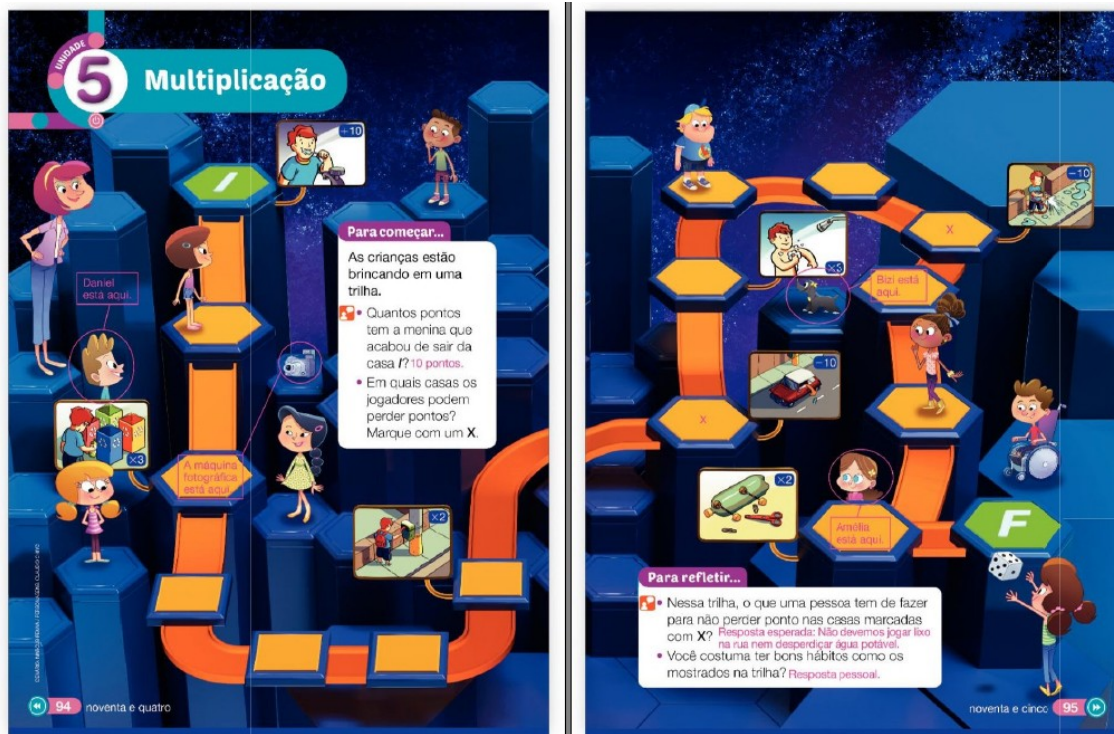 UNIDADE
5
Multiplicação
+10
Daniel
está aqui.
Para começar...
As crianças estão
brincando em uma
trilha.
• Quantos pontos
tem a menina que
acabou de sair da
casa I? 10 pontos.
• Em quais casas os
jogadores podem
perder pontos?
Marque com um X.
I
×3
A máquina
fotográfica
está aqui.
×2
94 noventa e quatro
−10
X
×3
Bizi está
aqui.
−10
X
×2
Amélia
está aqui.
F
Para refletir...
• Nessa trilha, o que uma pessoa tem de fazer
para não perder ponto nas casas marcadas
com X? Resposta esperada: Não devemos jogar lixo
na rua nem desperdiçar água potável.
• Você costuma ter bons hábitos como os
mostrados na trilha? Resposta pessoal.
noventa e cinco 95